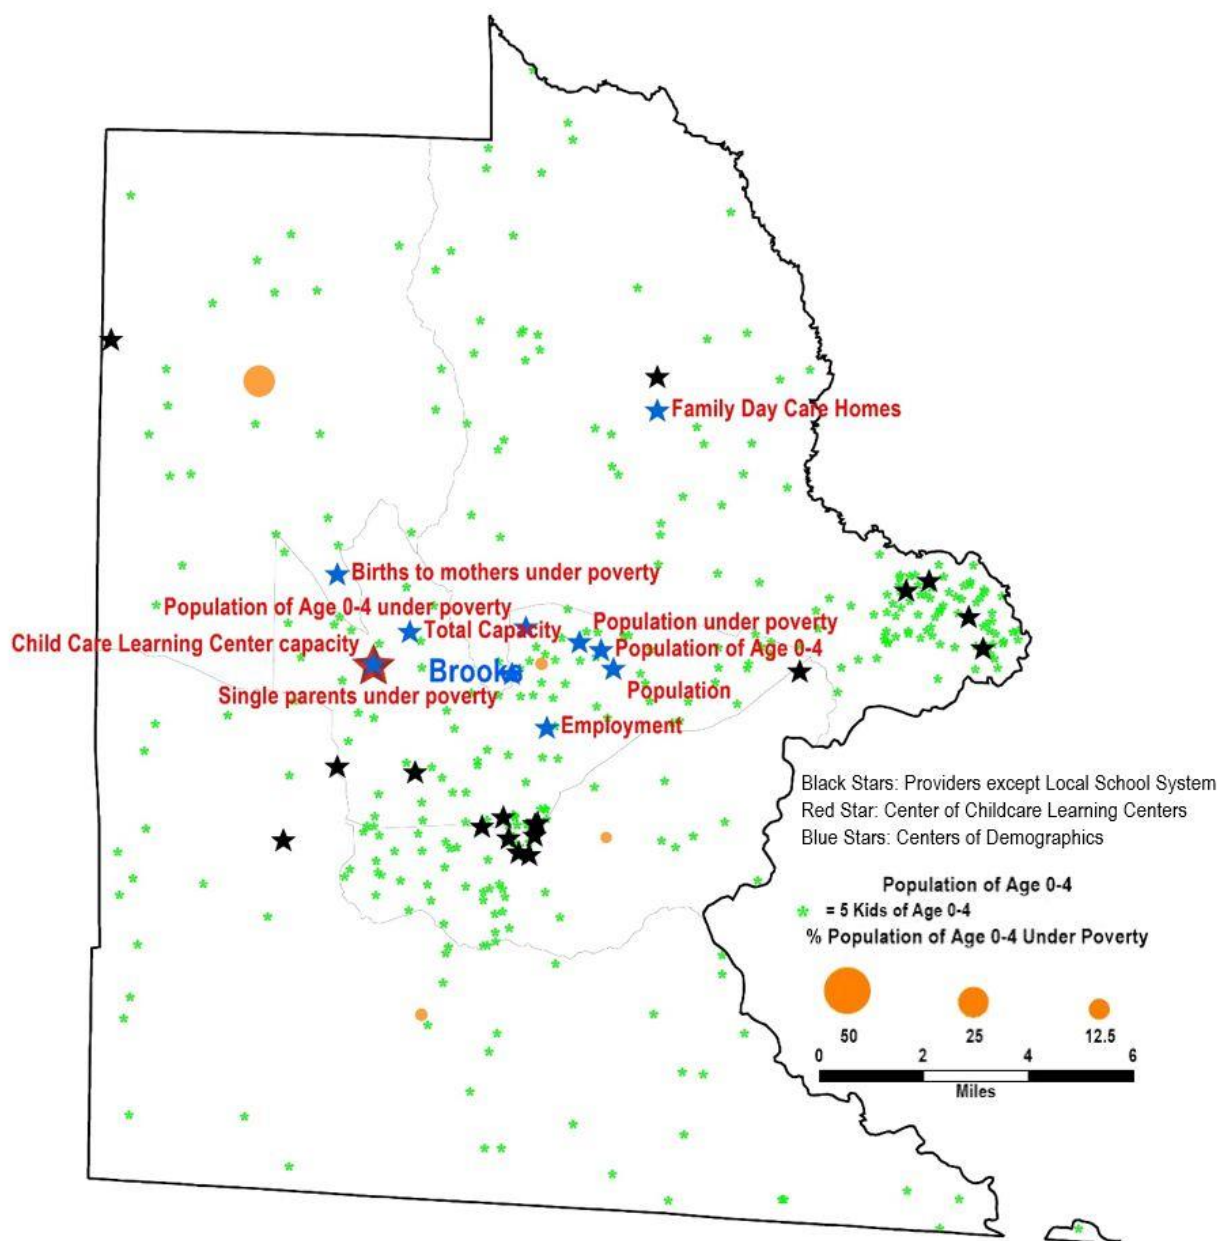 Family Day Care Homes
Births to mothers under poverty
Population of Age 0-4 under poverty
Total Capacity
Population under poverty
Child Care Learning Center capacity
Population of Age 0-4
Brooks
Single parents under poverty
Population
Employment
Black Stars: Providers except Local School System
Red Star: Center of Childcare Learning Centers
Blue Stars: Centers of Demographics
Population of Age 0-4
= 5 Kids of Age 0-4
% Population of Age 0-4 Under Poverty
50 25 12.5
0 2 4 6
Miles